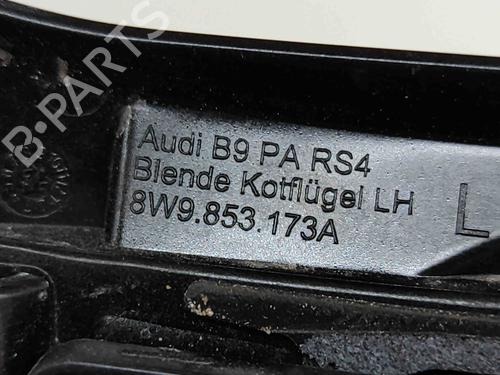 B-PARTS
Audi B9 PA RS4
Blende Kotflügel LH
8W9.853.173A
L